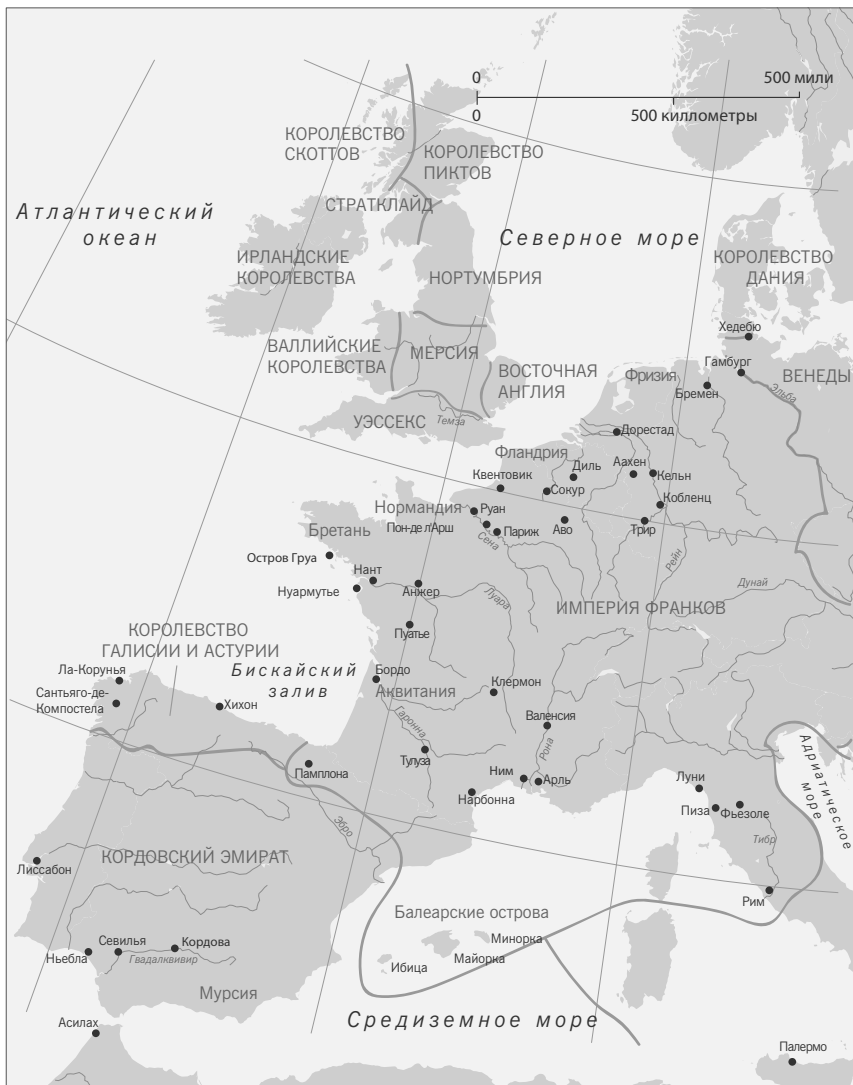 0
500 мили
0
500 киллометры
КОРОЛЕВСТВО
СКОТТОВ
КОРОЛЕВСТВО
ПИКТОВ
СТРАТКЛАЙД
Атлантический
океан
Северное море
ИРЛАНДСКИЕ
КОРОЛЕВСТВА
НОРТУМБРИЯ
КОРОЛЕВСТВО
ДАНИЯ
Хедебю
ВАЛЛИЙСКИЕ
КОРОЛЕВСТВА
МЕРСИЯ
ВОСТОЧНАЯ
АНГЛИЯ
Фризия
Гамбург
ВЕНЕДЫ
Бремен
Эльба
УЭССЕКС
Темза
Дорестад
Фландрия
Диль
Аахен
Квентовик
Кельн
Сокур
Кобленц
Нормандия
Руан
Пон-де л'Арш
Париж
Аво
Трир
Сена
Бретань
Остров Груа
Нант
Рейн
Нуармутье
Анжер
Луара
Дунай
ИМПЕРИЯ ФРАНКОВ
Пуатье
КОРОЛЕВСТВО
ГАЛИСИИ И АСТУРИИ
Бискайский
залив
Ла-Корунья
Бордо
Клермон
Сантьяго-де-
Компостела
Хихон
Аквитания
Гаронна
Валенсия
Рона
Адриатическое
море
Тулуза
Памплона
Ним
Арль
Луни
Нарбонна
Пиза
Фьезоле
Эбро
Тибр
КОРДОВСКИЙ ЭМИРАТ
Лиссабон
Рим
Балеарские острова
Минорка
Майорка
Ибица
Севилья
Кордова
Ньебла
Гвадалквивир
Мурсия
Асилах
Средиземное море
Палермо